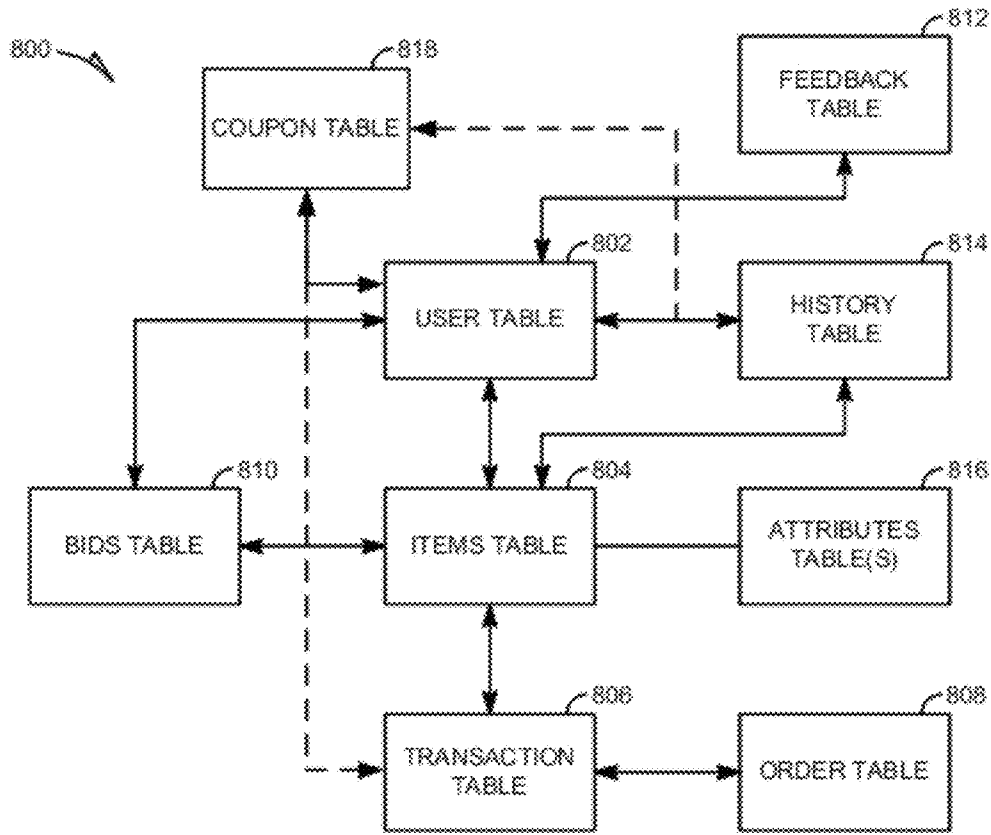 800
818
COUPON TABLE
812
FEEDBACK
TABLE
802
USER TABLE
814
HISTORY
TABLE
810
BIDS TABLE
804
ITEMS TABLE
816
ATTRIBUTES
TABLE(S)
806
TRANSACTION
TABLE
808
ORDER TABLE